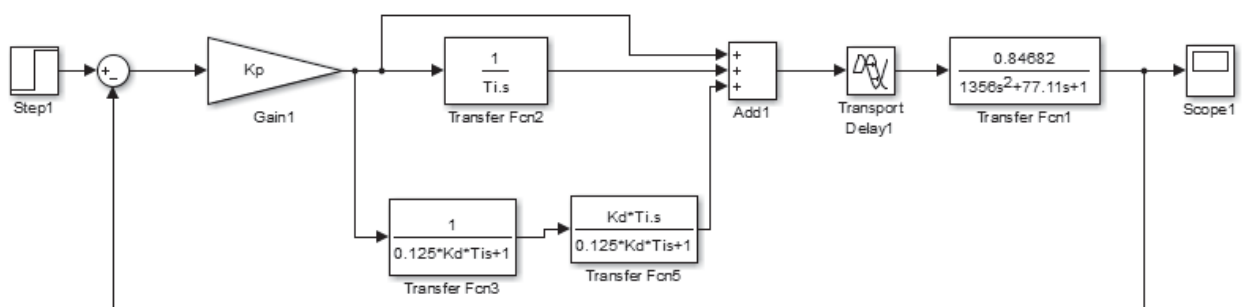 Step1
+
−
Kp
Gain1
1
Ti.s
Transfer Fcn2
+
+
+
Add1
Transport
Delay1
0.84682
1356s²+77.11s+1
Transfer Fcn1
Scope1
1
0.125*Kd*Tis+1
Transfer Fcn3
Kd*Ti.s
0.125*Kd*Tis+1
Transfer Fcn5